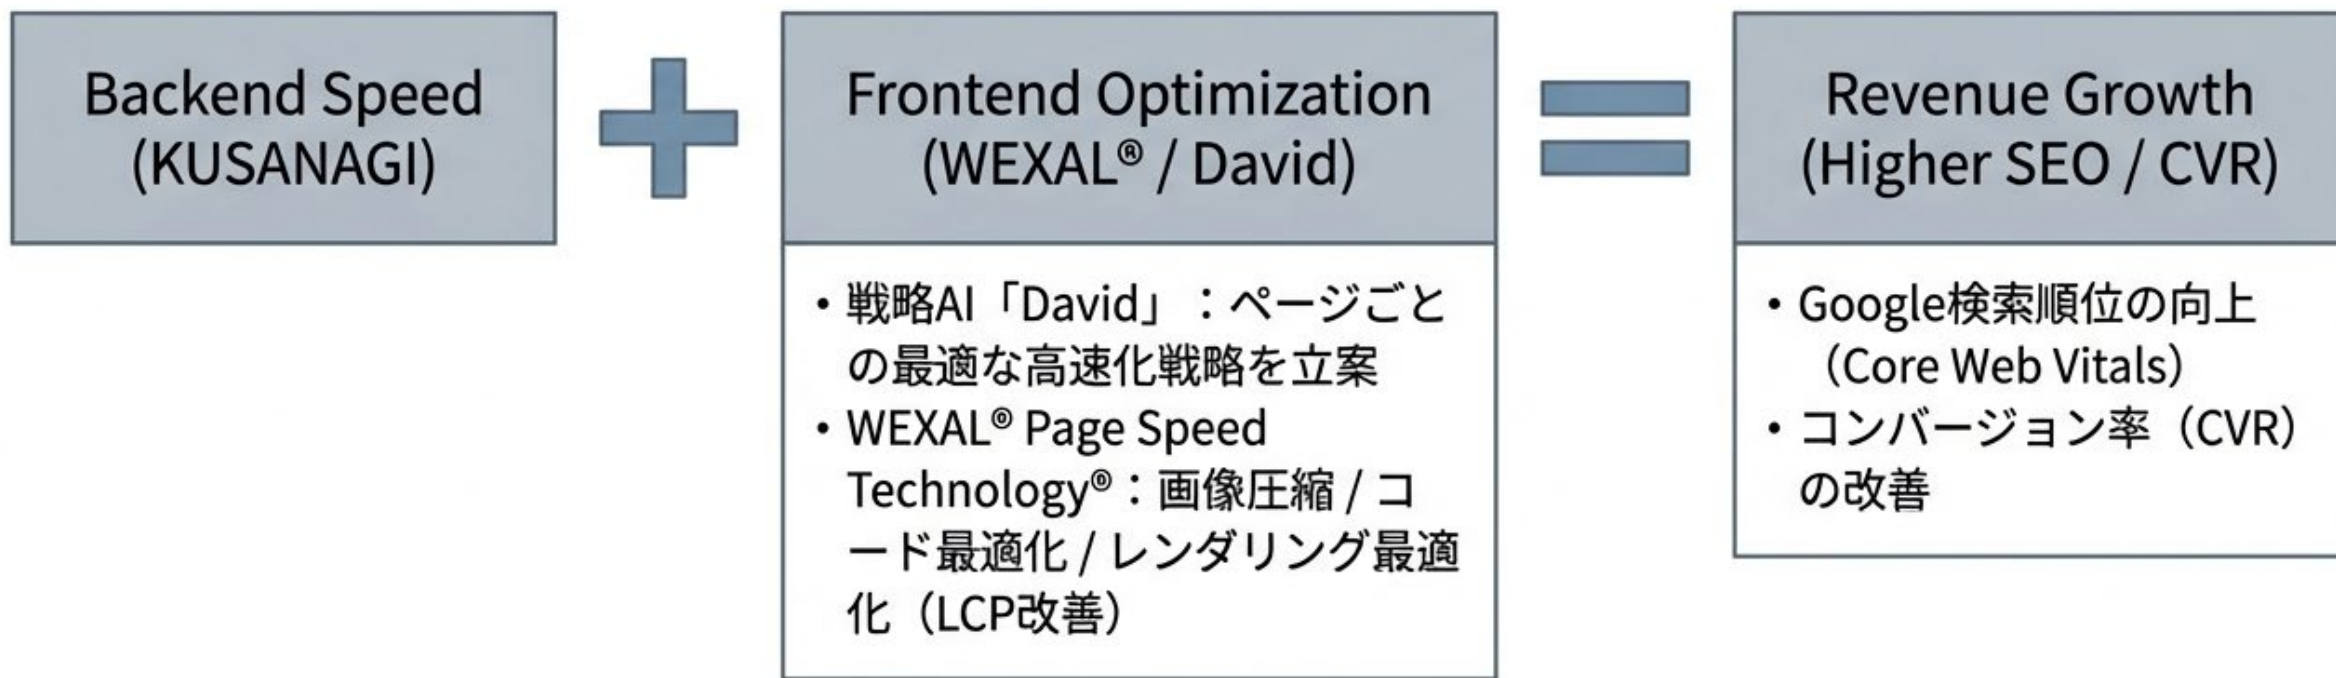 Backend Speed
(KUSANAGI)
Frontend Optimization
(WEXAL® / David)
・戦略AI「David」：ページごと
の最適な高速化戦略を立案
・WEXAL® Page Speed
Technology®：画像圧縮 / コ
ード最適化 / レンダリング最適
化（LCP改善）
Revenue Growth
(Higher SEO / CVR)
・Google検索順位の向上
（Core Web Vitals）
・コンバージョン率（CVR）
の改善